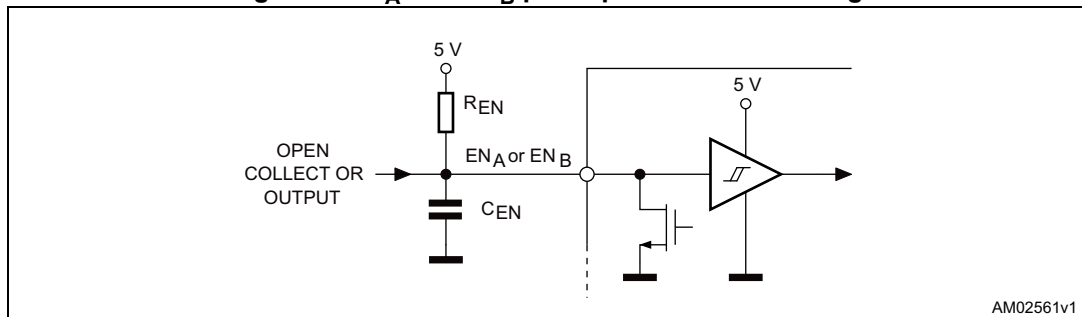 5 V
R_EN
5 V
OPEN
COLLECT OR
OUTPUT
EN_A or EN_B
C_EN
AM02561v1